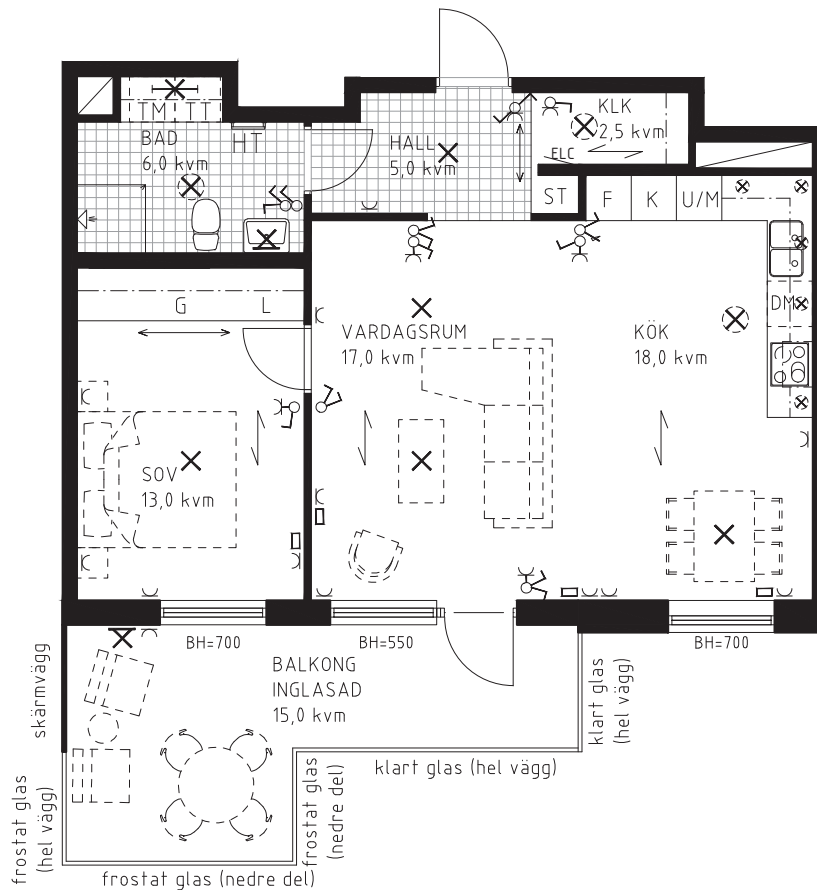 TM TT
BAD
6,0 kvm
HT
HALL
5,0 kvm
KLK
2,5 kvm
ELC
ST
F
K
U/M
DM
G
L
VARDAGSRUM
17,0 kvm
KÖK
18,0 kvm
SOV
13,0 kvm
BH=700
BH=550
BH=700
BALKONG
INGLASAD
15,0 kvm
skärmvägg
klart glas
(hel vägg)
klart glas (hel vägg)
frostat glas
(hel vägg)
frostat glas
(nedre del)
frostat glas (nedre del)